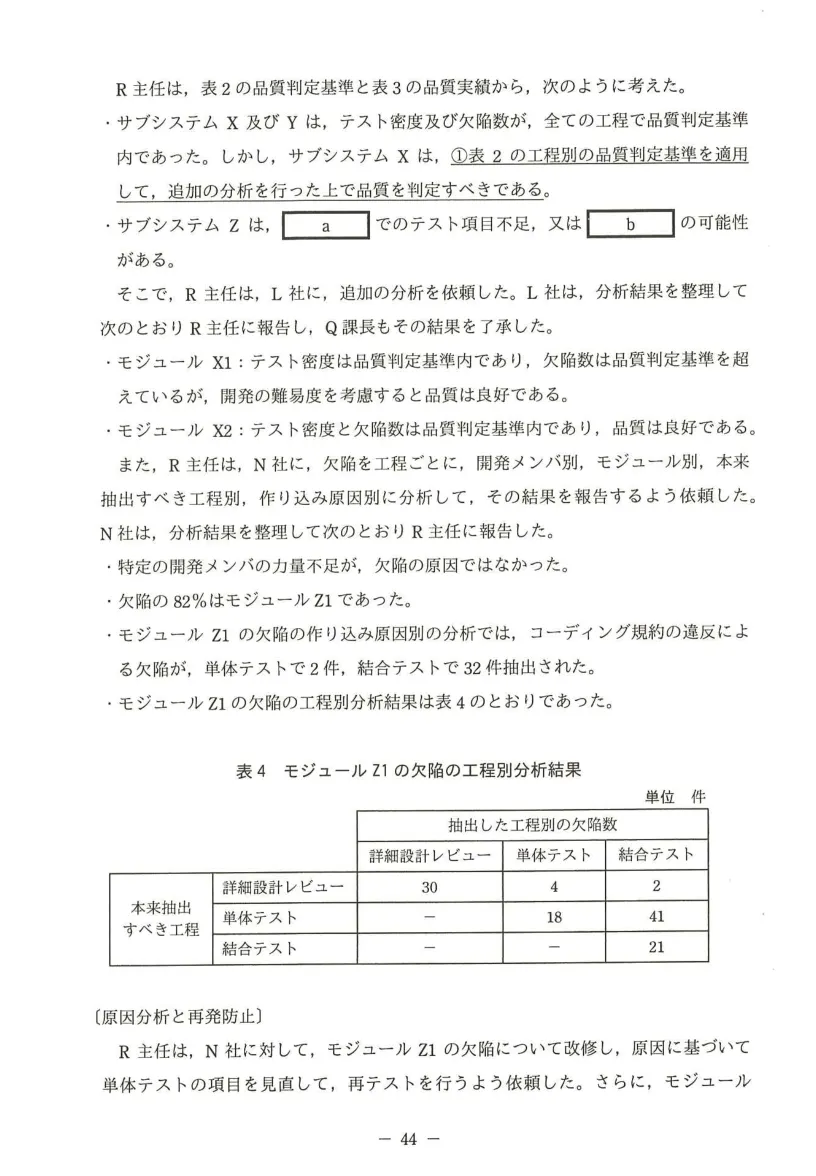 R 主任は，表 2 の品質判定基準と表 3 の品質実績から，次のように考えた。
・サブシステム X 及び Y は，テスト密度及び欠陥数が，全ての工程で品質判定基準
内であった。しかし，サブシステム X は，①表 2 の工程別の品質判定基準を適用
して，追加の分析を行った上で品質を判定すべきである。
・サブシステム Z は， a でのテスト項目不足，又は b の可能性
がある。
そこで，R 主任は，L 社に，追加の分析を依頼した。L 社は，分析結果を整理して
次のとおり R 主任に報告し，Q 課長もその結果を了承した。
・モジュール X1：テスト密度は品質判定基準内であり，欠陥数は品質判定基準を超
えているが，開発の難易度を考慮すると品質は良好である。
・モジュール X2：テスト密度と欠陥数は品質判定基準内であり，品質は良好である。
また，R 主任は，N 社に，欠陥を工程ごとに，開発メンバ別，モジュール別，本来
抽出すべき工程別，作り込み原因別に分析して，その結果を報告するよう依頼した。
N 社は，分析結果を整理して次のとおり R 主任に報告した。
・特定の開発メンバの力量不足が，欠陥の原因ではなかった。
・欠陥の 82％はモジュール Z1 であった。
・モジュール Z1 の欠陥の作り込み原因別の分析では，コーディング規約の違反によ
る欠陥が，単体テストで 2 件，結合テストで 32 件抽出された。
・モジュール Z1 の欠陥の工程別分析結果は表 4 のとおりであった。
表 4　モジュール Z1 の欠陥の工程別分析結果
単位　件
抽出した工程別の欠陥数
詳細設計レビュー 単体テスト 結合テスト
本来抽出
すべき工程
詳細設計レビュー 30 4 2
単体テスト － 18 41
結合テスト － － 21
〔原因分析と再発防止〕
R 主任は，N 社に対して，モジュール Z1 の欠陥について改修し，原因に基づいて
単体テストの項目を見直して，再テストを行うよう依頼した。さらに，モジュール
－ 44 －